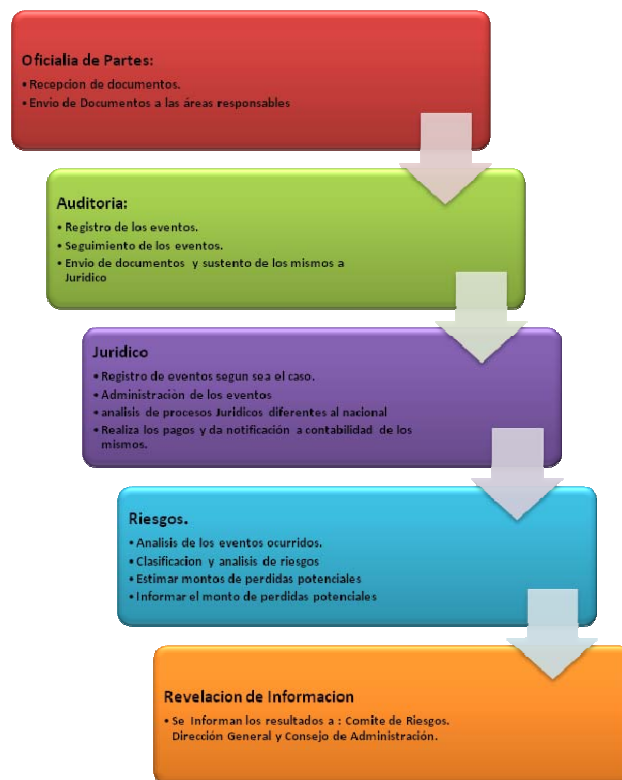 Oficialia de Partes:
• Recepcion de documentos.
• Envio de Documentos a las áreas responsables
Auditoria:
• Registro de los eventos.
• Seguimiento de los eventos.
• Envio de documentos y sustento de los mismos a
Juridico
Juridico
• Registro de eventos segun sea el caso.
• Administración de los eventos
• analisis de procesos Juridicos diferentes al nacional
• Realiza los pagos y da notificación a contabilidad de los
mismos.
Riesgos.
• Analisis de los eventos ocurridos.
• Clasificacion y analisis de riesgos
• Estimar montos de perdidas potenciales
• Informar el monto de perdidas potenciales
Revelacion de Informacion
• Se Informan los resultados a : Comite de Riesgos.
Dirección General y Consejo de Administración.